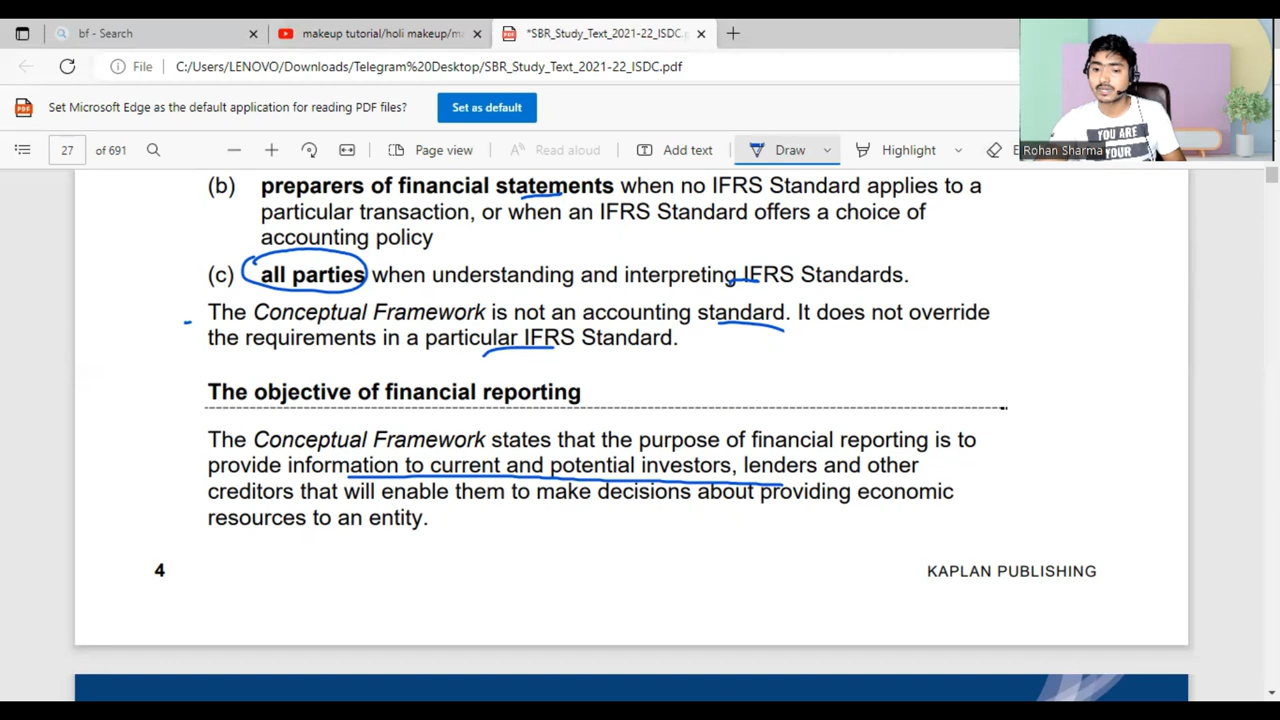 bf - Search
makeup tutorial/holi makeup/ma
*SBR_Study_Text_2021-22_ISDC.p
File
C:/Users/LENOVO/Downloads/Telegram%20Desktop/SBR_Study_Text_2021-22_ISDC.pdf
Set Microsoft Edge as the default application for reading PDF files?
Set as default
27 of 691
Page view
Read aloud
Add text
Draw
Highlight
E
YOU ARE
YOUR
Rohan Sharma
(b) preparers of financial statements when no IFRS Standard applies to a
particular transaction, or when an IFRS Standard offers a choice of
accounting policy
(c) all parties when understanding and interpreting IFRS Standards.
The Conceptual Framework is not an accounting standard. It does not override
the requirements in a particular IFRS Standard.
The objective of financial reporting
The Conceptual Framework states that the purpose of financial reporting is to
provide information to current and potential investors, lenders and other
creditors that will enable them to make decisions about providing economic
resources to an entity.
4
KAPLAN PUBLISHING